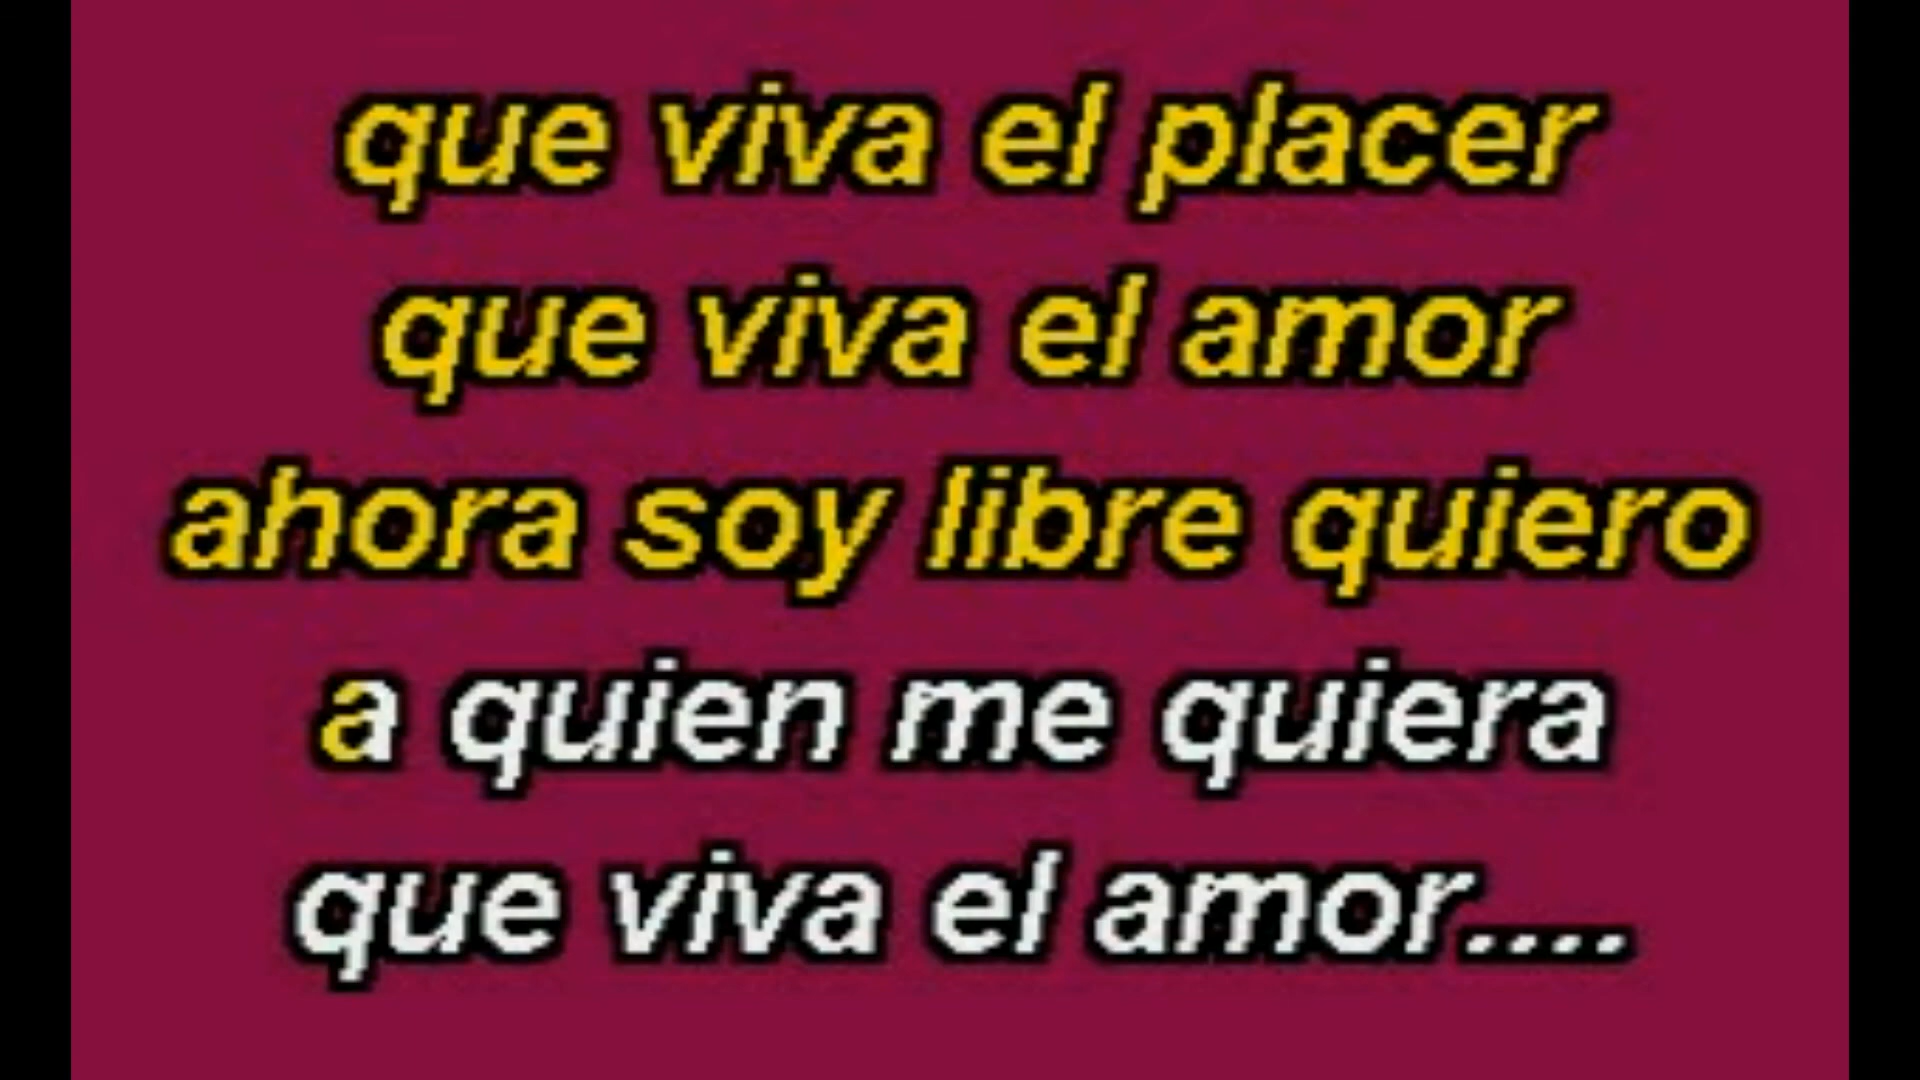 que viva el placer
que viva el amor
ahora soy libre quiero
a quien me quiera
que viva el amor....